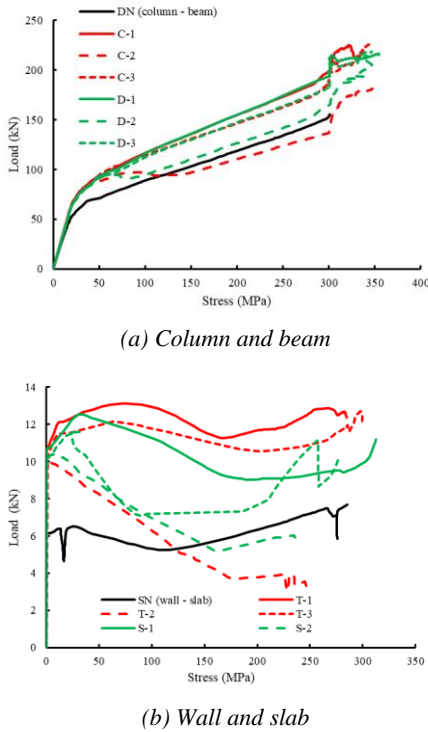 250
200
150
100
50
0
Load (kN)
DN (column - beam)
C-1
C-2
C-3
D-1
D-2
D-3
0 50 100 150 200 250 300 350 400
Stress (MPa)
(a) Column and beam
14
12
10
8
6
4
2
0
Load (kN)
SN (wall - slab) T-1
T-2 T-3
S-1 S-2
0 50 100 150 200 250 300 350
Stress (MPa)
(b) Wall and slab